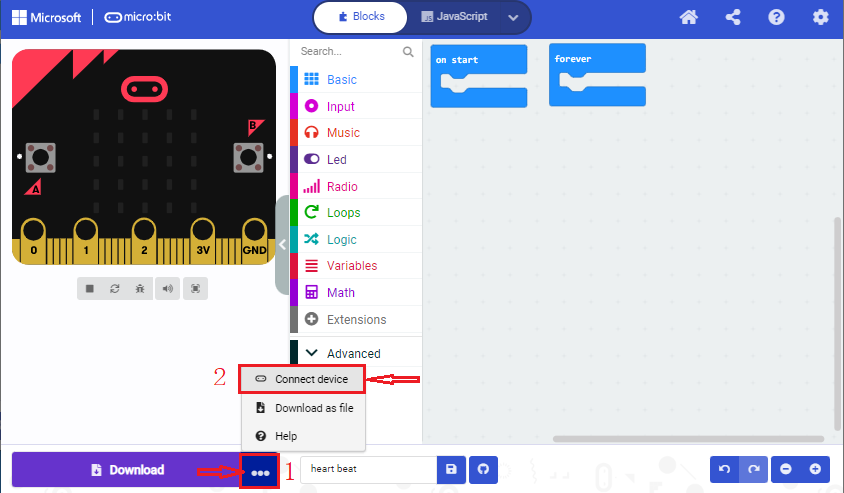 Microsoft
micro:bit
Blocks
JavaScript
JS
B
A
0
1
2
3V
GND
Search...
Basic
Input
Music
Led
Radio
Loops
Logic
Variables
Math
Extensions
Advanced
on start
forever
2
Connect device
Download as file
Help
Download
1
heart beat